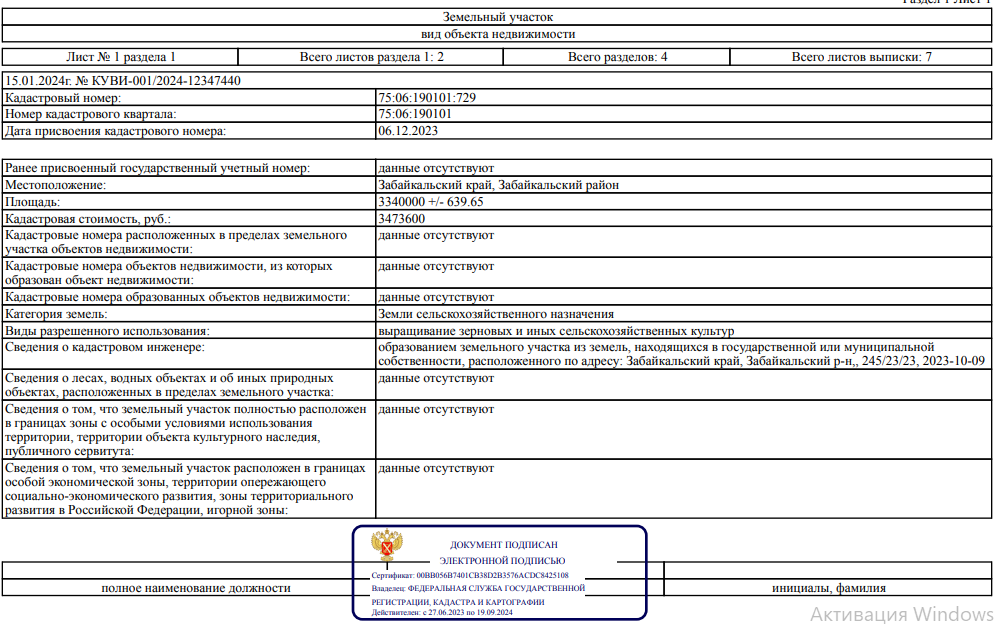 Раздел 1 Лист 1
Земельный участок
вид объекта недвижимости
Лист № 1 раздела 1
Всего листов раздела 1: 2
Всего разделов: 4
Всего листов выписки: 7
15.01.2024г. № КУВИ-001/2024-12347440
Кадастровый номер:
75:06:190101:729
Номер кадастрового квартала:
75:06:190101
Дата присвоения кадастрового номера:
06.12.2023
Ранее присвоенный государственный учетный номер:
данные отсутствуют
Местоположение:
Забайкальский край, Забайкальский район
Площадь:
3340000 +/- 639.65
Кадастровая стоимость, руб.:
3473600
Кадастровые номера расположенных в пределах земельного
участка объектов недвижимости:
данные отсутствуют
Кадастровые номера объектов недвижимости, из которых
образован объект недвижимости:
данные отсутствуют
Кадастровые номера образованных объектов недвижимости:
данные отсутствуют
Категория земель:
Земли сельскохозяйственного назначения
Виды разрешенного использования:
выращивание зерновых и иных сельскохозяйственных культур
Сведения о кадастровом инженере:
образованием земельного участка из земель, находящихся в государственной или муниципальной
собственности, расположенного по адресу: Забайкальский край, Забайкальский р-н,, 245/23/23, 2023-10-09
Сведения о лесах, водных объектах и об иных природных
объектах, расположенных в пределах земельного участка:
данные отсутствуют
Сведения о том, что земельный участок полностью расположен
в границах зоны с особыми условиями использования
территории, территории объекта культурного наследия,
публичного сервитута:
данные отсутствуют
Сведения о том, что земельный участок расположен в границах
особой экономической зоны, территории опережающего
социально-экономического развития, зоны территориального
развития в Российской Федерации, игорной зоны:
данные отсутствуют
ДОКУМЕНТ ПОДПИСАН
ЭЛЕКТРОННОЙ ПОДПИСЬЮ
Сертификат: 00BB056B7401CB38D2B3576ACDC8425108
Владелец: ФЕДЕРАЛЬНАЯ СЛУЖБА ГОСУДАРСТВЕННОЙ
РЕГИСТРАЦИИ, КАДАСТРА И КАРТОГРАФИИ
Действителен: с 27.06.2023 по 19.09.2024
полное наименование должности
инициалы, фамилия
Активация Windows